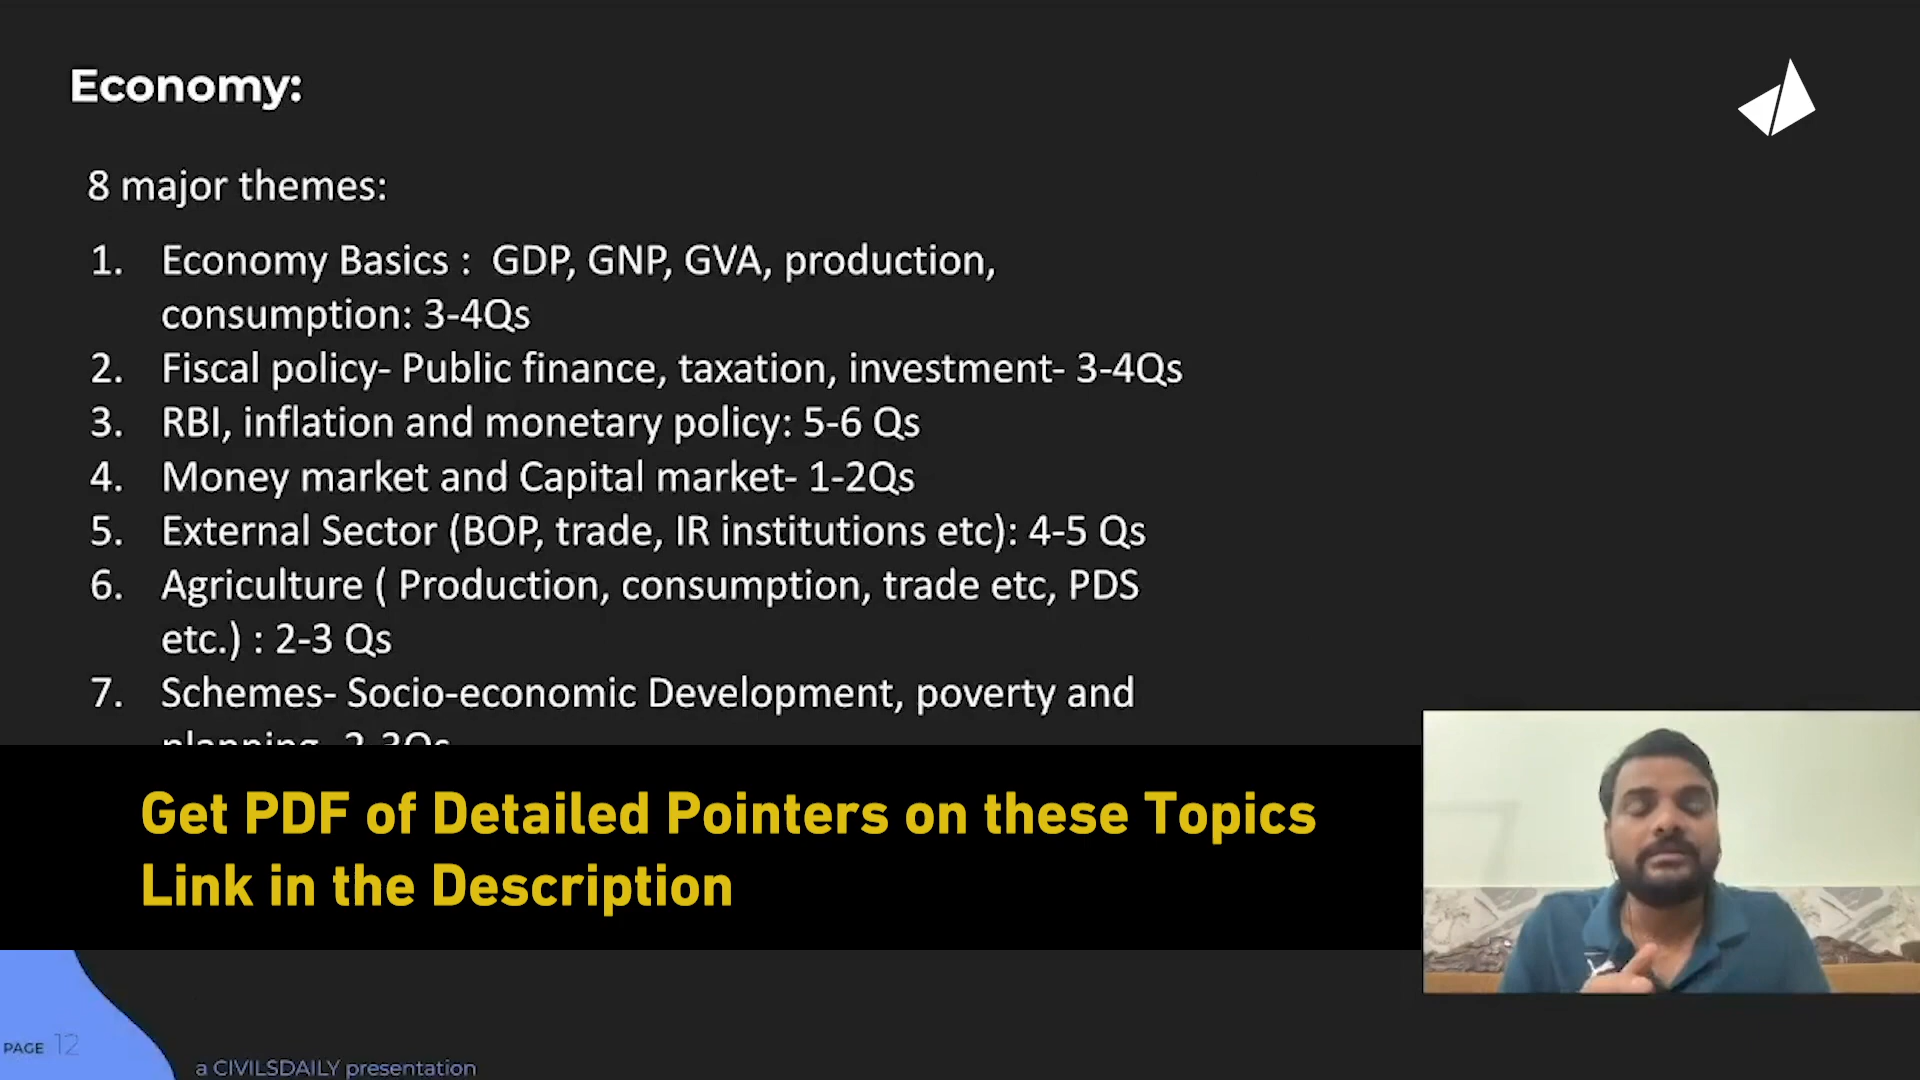 Economy:
8 major themes:
1. Economy Basics : GDP, GNP, GVA, production,
consumption: 3-4Qs
2. Fiscal policy- Public finance, taxation, investment- 3-4Qs
3. RBI, inflation and monetary policy: 5-6 Qs
4. Money market and Capital market- 1-2Qs
5. External Sector (BOP, trade, IR institutions etc): 4-5 Qs
6. Agriculture ( Production, consumption, trade etc, PDS
etc.) : 2-3 Qs
7. Schemes- Socio-economic Development, poverty and
planning- 2-3Qs
Get PDF of Detailed Pointers on these Topics
Link in the Description
PAGE 12
a CIVILSDAILY presentation